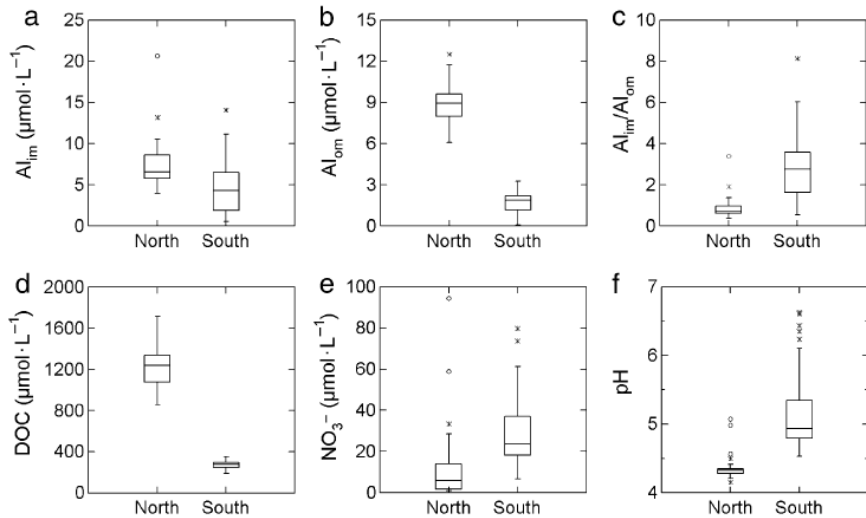 a
25
20
15
10
5
0
Al_im (μmol·L⁻¹)
North South
b
15
12
9
6
3
0
Al_om (μmol·L⁻¹)
North South
c
10
8
6
4
2
0
Al_im/Al_om
North South
d
2000
1600
1200
800
400
0
DOC (μmol·L⁻¹)
North South
e
100
80
60
40
20
0
NO₃⁻ (μmol·L⁻¹)
North South
f
7
6
5
4
pH
North South